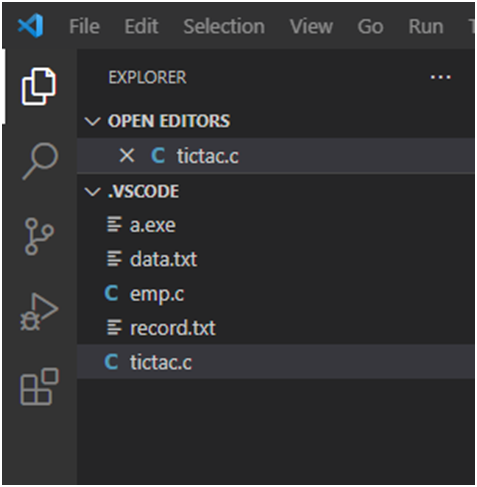 File Edit Selection View Go Run
EXPLORER ...
OPEN EDITORS
C tictac.c
.VSCODE
a.exe
data.txt
C emp.c
record.txt
C tictac.c